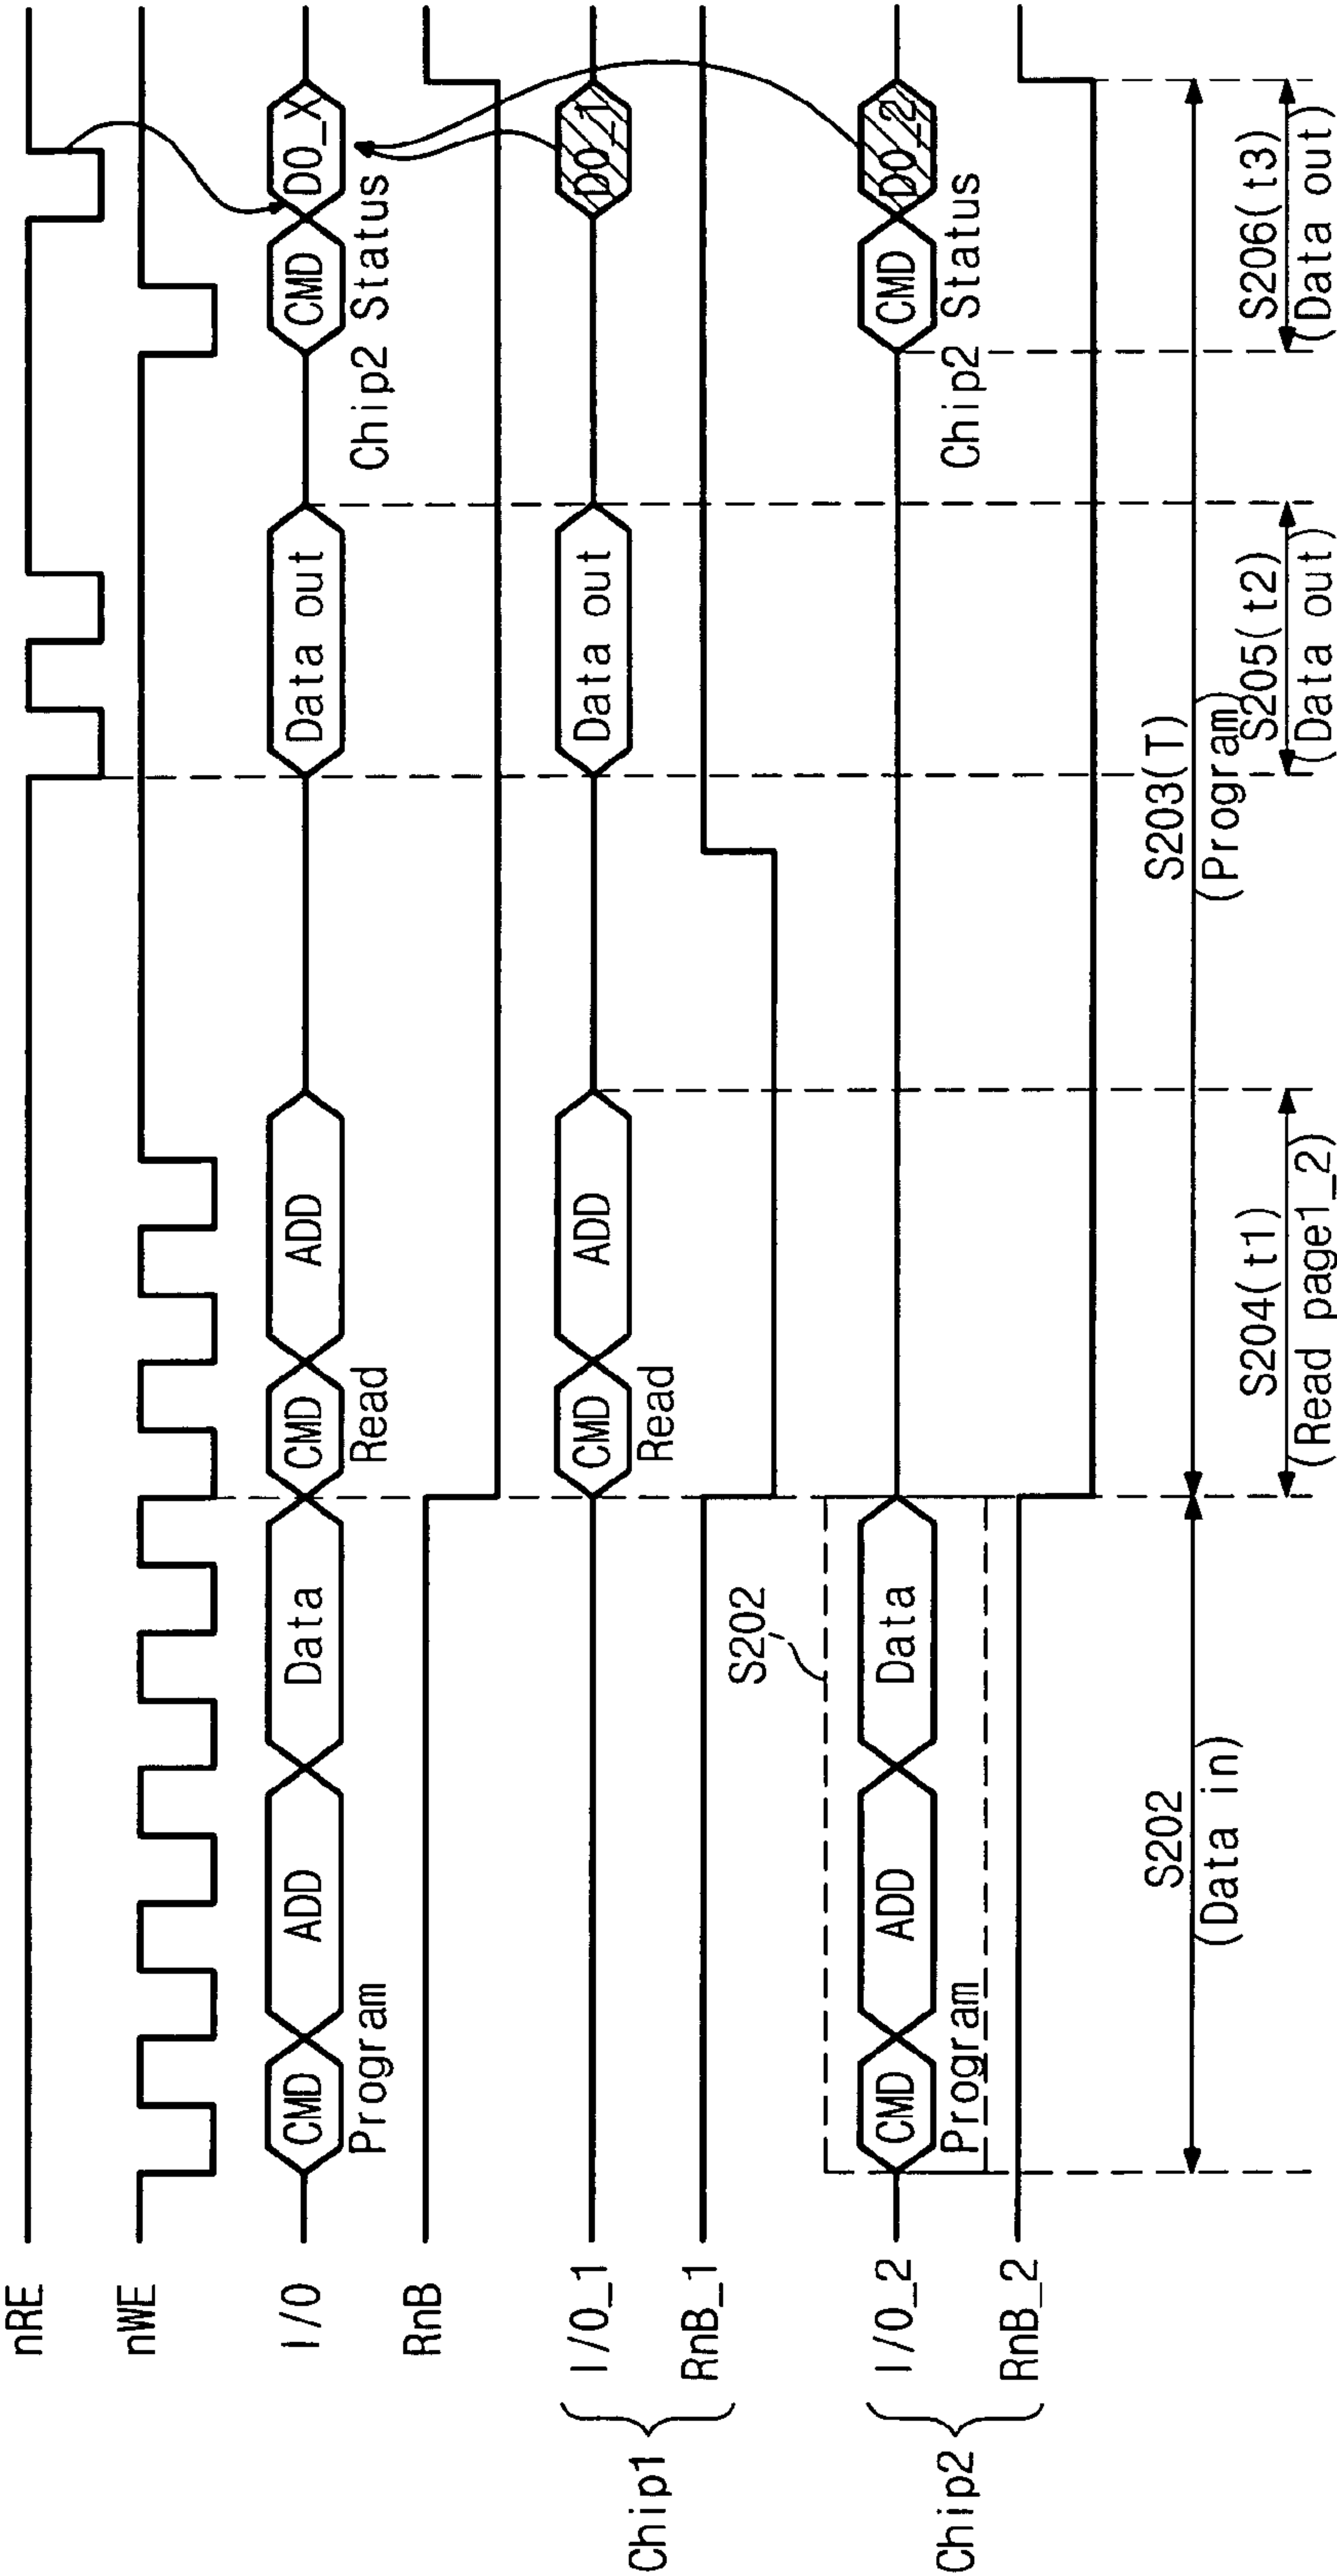 nRE
nWE
I/O
CMD
ADD
Data
CMD
ADD
Data out
CMD
DO_X
Program
Read
Chip2 Status
RnB
Chip1
I/O_1
CMD
ADD
Data out
DO_1
Read
RnB_1
S202
Chip2
I/O_2
CMD
ADD
Data
CMD
DO_2
Program
Chip2 Status
RnB_2
S202
(Data in)
S203(T)
(Program)
S204(t1)
(Read page1_2)
S205(t2)
(Data out)
S206(t3)
(Data out)